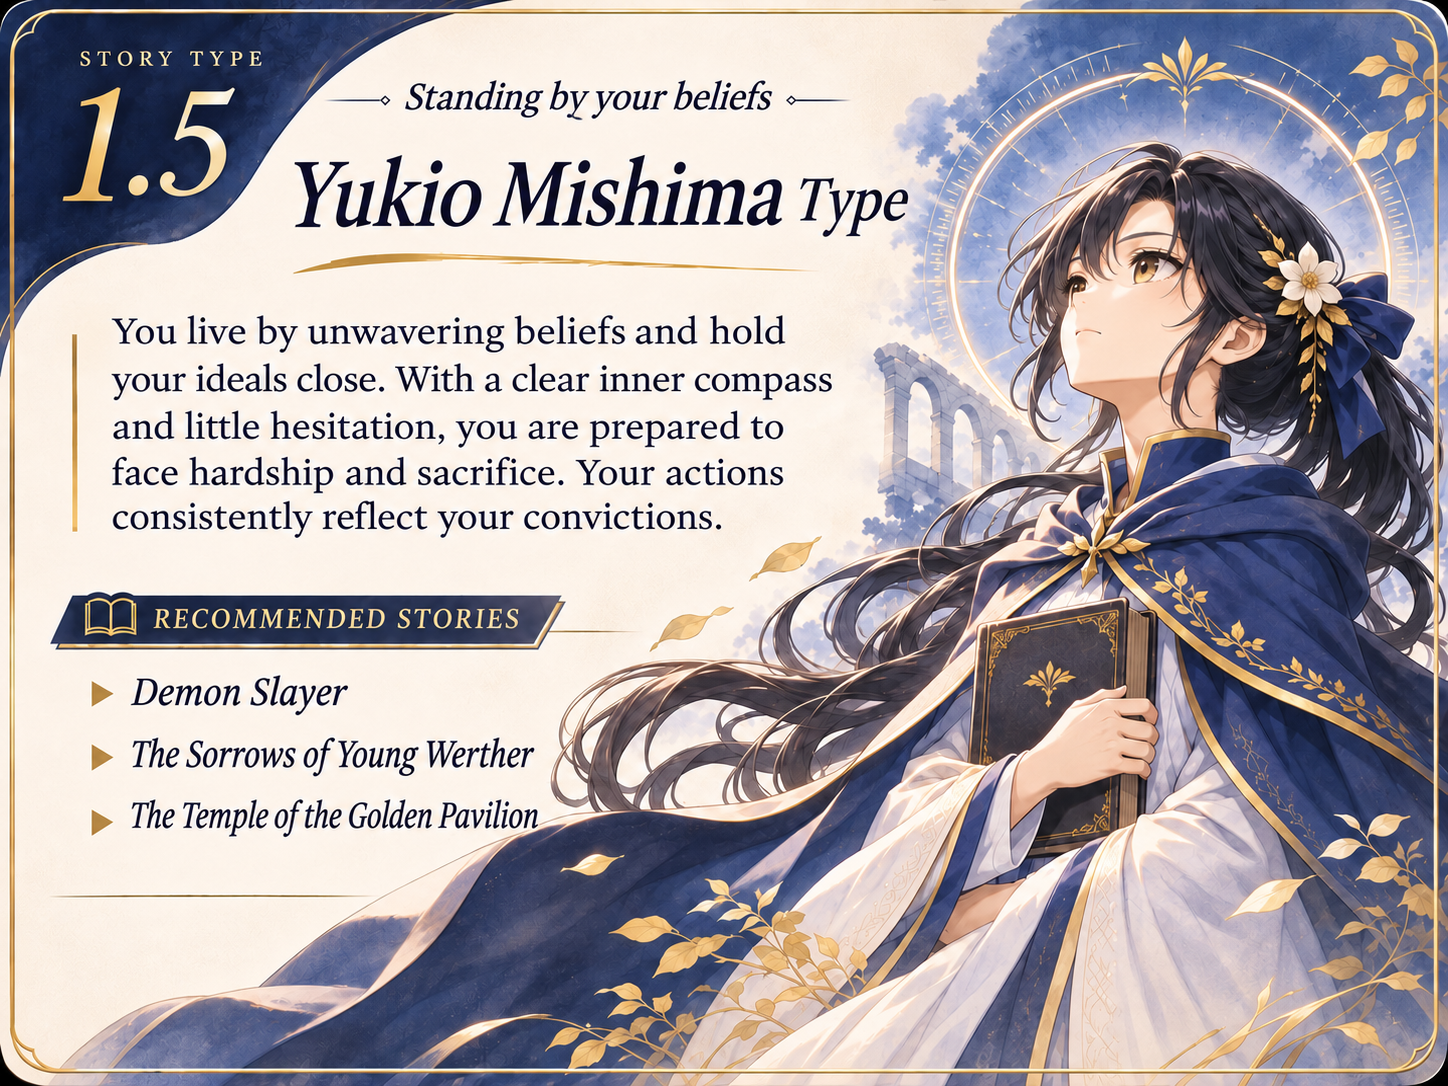 STORY TYPE
1.5
Standing by your beliefs
Yukio Mishima Type
You live by unwavering beliefs and hold
your ideals close. With a clear inner compass
and little hesitation, you are prepared to
face hardship and sacrifice. Your actions
consistently reflect your convictions.
RECOMMENDED STORIES
Demon Slayer
The Sorrows of Young Werther
The Temple of the Golden Pavilion